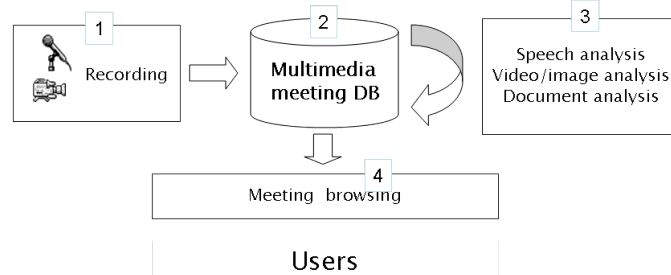 1
Recording
2
Multimedia
meeting DB
3
Speech analysis
Video/image analysis
Document analysis
4
Meeting browsing
Users